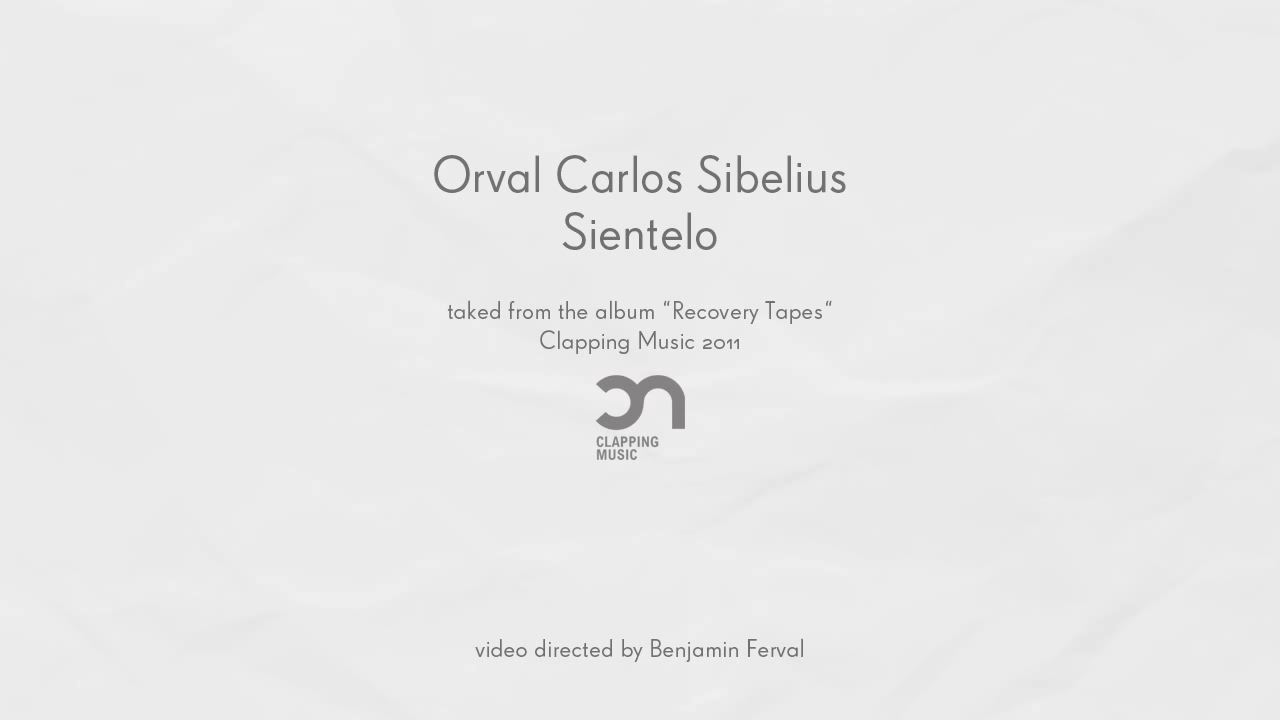 Orval Carlos Sibelius
Sientelo
taked from the album “Recovery Tapes“
Clapping Music 2011
CLAPPING
MUSIC
video directed by Benjamin Ferval